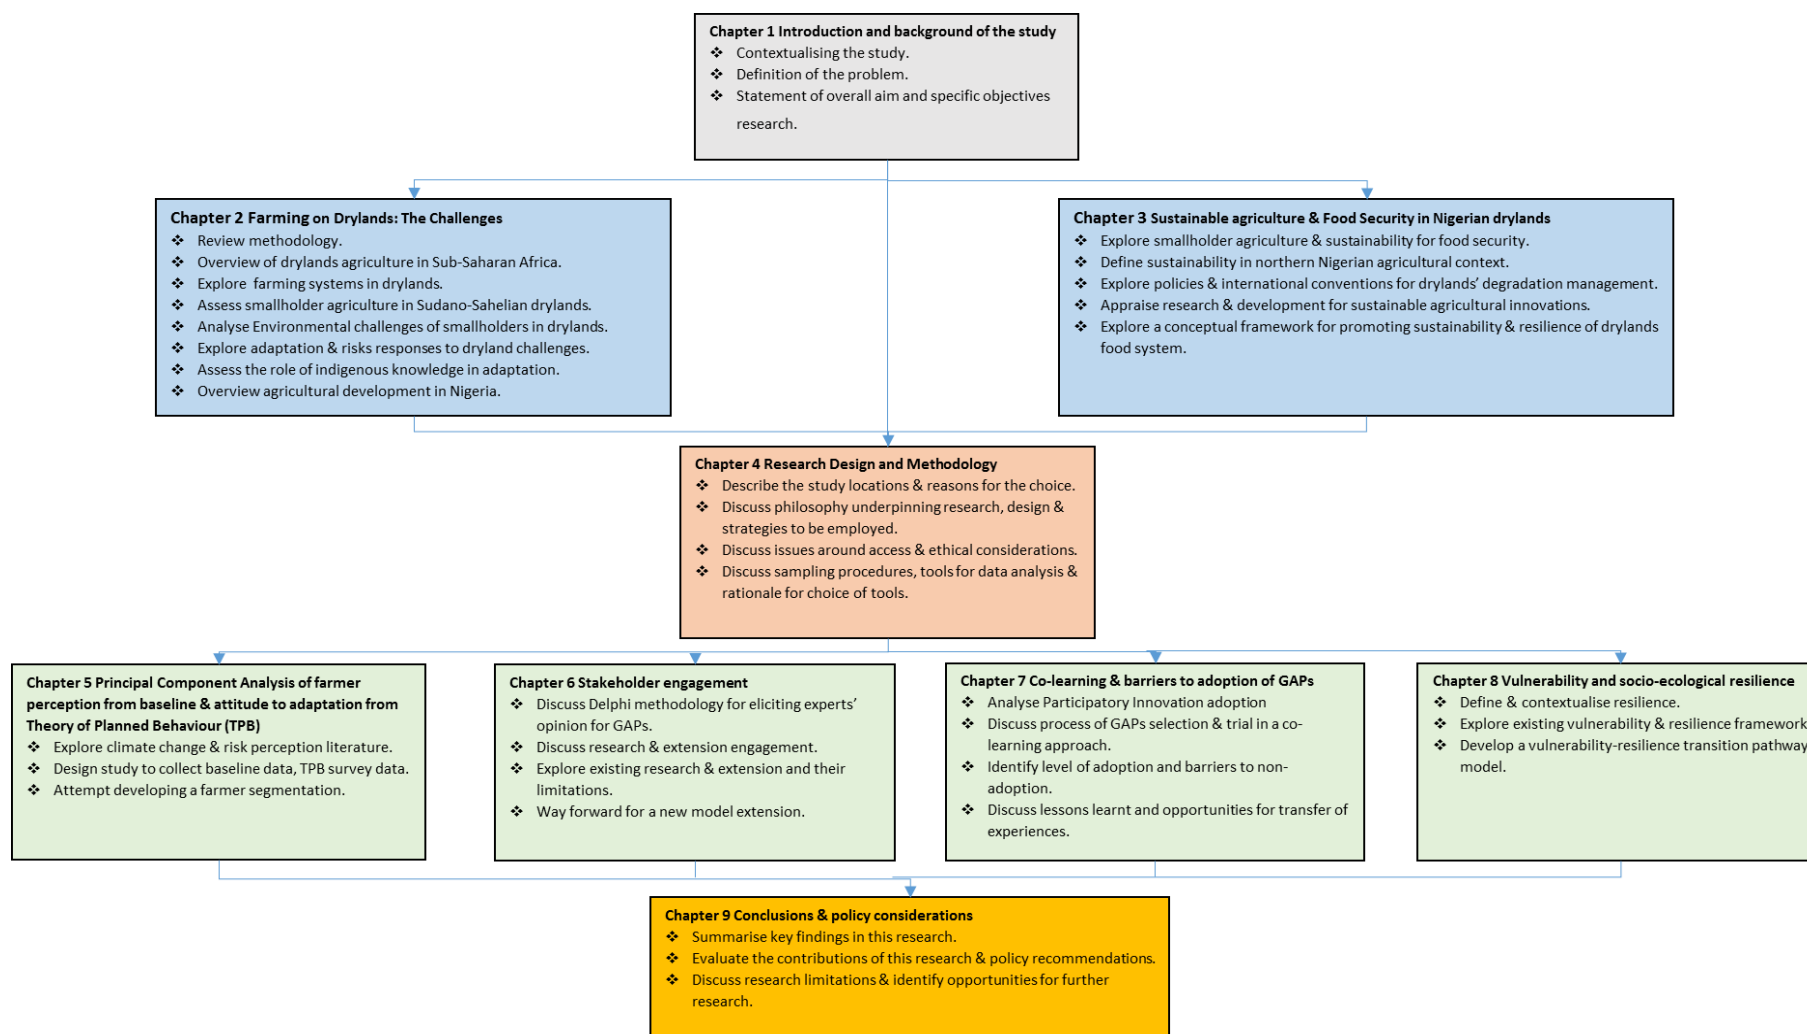 Chapter 1 Introduction and background of the study
❖ Contextualising the study.
❖ Definition of the problem.
❖ Statement of overall aim and specific objectives
research.
Chapter 2 Farming on Drylands: The Challenges
❖ Review methodology.
❖ Overview of drylands agriculture in Sub-Saharan Africa.
❖ Explore farming systems in drylands.
❖ Assess smallholder agriculture in Sudano-Sahelian drylands.
❖ Analyse Environmental challenges of smallholders in drylands.
❖ Explore adaptation & risks responses to dryland challenges.
❖ Assess the role of indigenous knowledge in adaptation.
❖ Overview agricultural development in Nigeria.
Chapter 3 Sustainable agriculture & Food Security in Nigerian drylands
❖ Explore smallholder agriculture & sustainability for food security.
❖ Define sustainability in northern Nigerian agricultural context.
❖ Explore policies & international conventions for drylands' degradation management.
❖ Appraise research & development for sustainable agricultural innovations.
❖ Explore a conceptual framework for promoting sustainability & resilience of drylands
food system.
Chapter 4 Research Design and Methodology
❖ Describe the study locations & reasons for the choice.
❖ Discuss philosophy underpinning research, design &
strategies to be employed.
❖ Discuss issues around access & ethical considerations.
❖ Discuss sampling procedures, tools for data analysis &
rationale for choice of tools.
Chapter 5 Principal Component Analysis of farmer
perception from baseline & attitude to adaptation from
Theory of Planned Behaviour (TPB)
❖ Explore climate change & risk perception literature.
❖ Design study to collect baseline data, TPB survey data.
❖ Attempt developing a farmer segmentation.
Chapter 6 Stakeholder engagement
❖ Discuss Delphi methodology for eliciting experts'
opinion for GAPs.
❖ Discuss research & extension engagement.
❖ Explore existing research & extension and their
limitations.
❖ Way forward for a new model extension.
Chapter 7 Co-learning & barriers to adoption of GAPs
❖ Analyse Participatory Innovation adoption
❖ Discuss process of GAPs selection & trial in a co-
learning approach.
❖ Identify level of adoption and barriers to non-
adoption.
❖ Discuss lessons learnt and opportunities for transfer of
experiences.
Chapter 8 Vulnerability and socio-ecological resilience
❖ Define & contextualise resilience.
❖ Explore existing vulnerability & resilience framework
❖ Develop a vulnerability-resilience transition pathway
model.
Chapter 9 Conclusions & policy considerations
❖ Summarise key findings in this research.
❖ Evaluate the contributions of this research & policy recommendations.
❖ Discuss research limitations & identify opportunities for further
research.